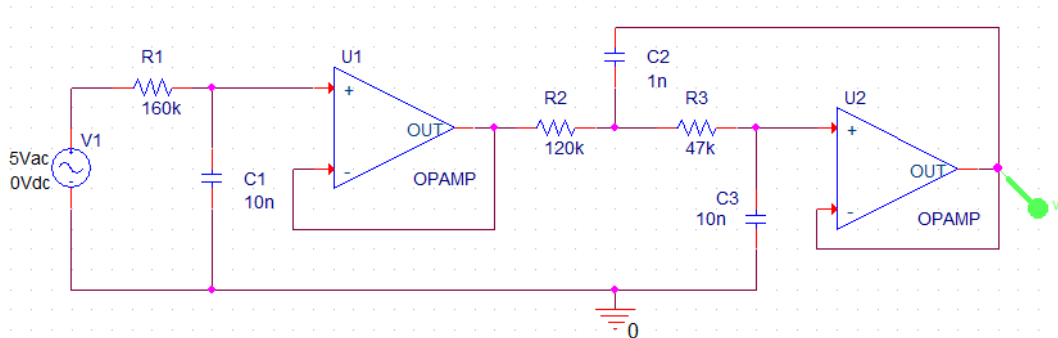 R1
160k
V1
5Vac
0Vdc
C1
10n
U1
+
-
OUT
OPAMP
R2
120k
C2
1n
R3
47k
C3
10n
U2
+
-
OUT
OPAMP
0